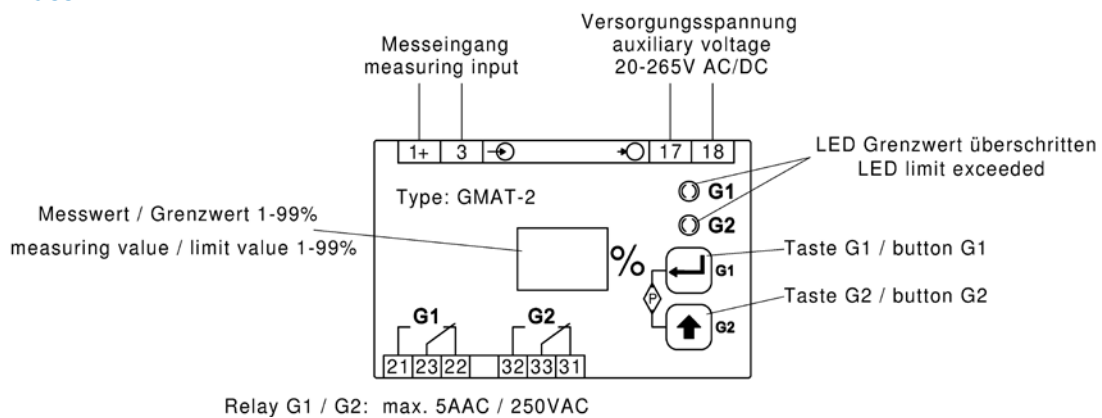 Versorgungsspannung
auxiliary voltage
20-265V AC/DC
Messeingang
measuring input
1+ 3 17 18
LED Grenzwert überschritten
LED limit exceeded
G1
Type: GMAT-2
G2
Messwert / Grenzwert 1-99%
measuring value / limit value 1-99%
%
Taste G1 / button G1
G1
P
Taste G2 / button G2
G2
G1 G2
21 23 22 32 33 31
Relay G1 / G2: max. 5AAC / 250VAC